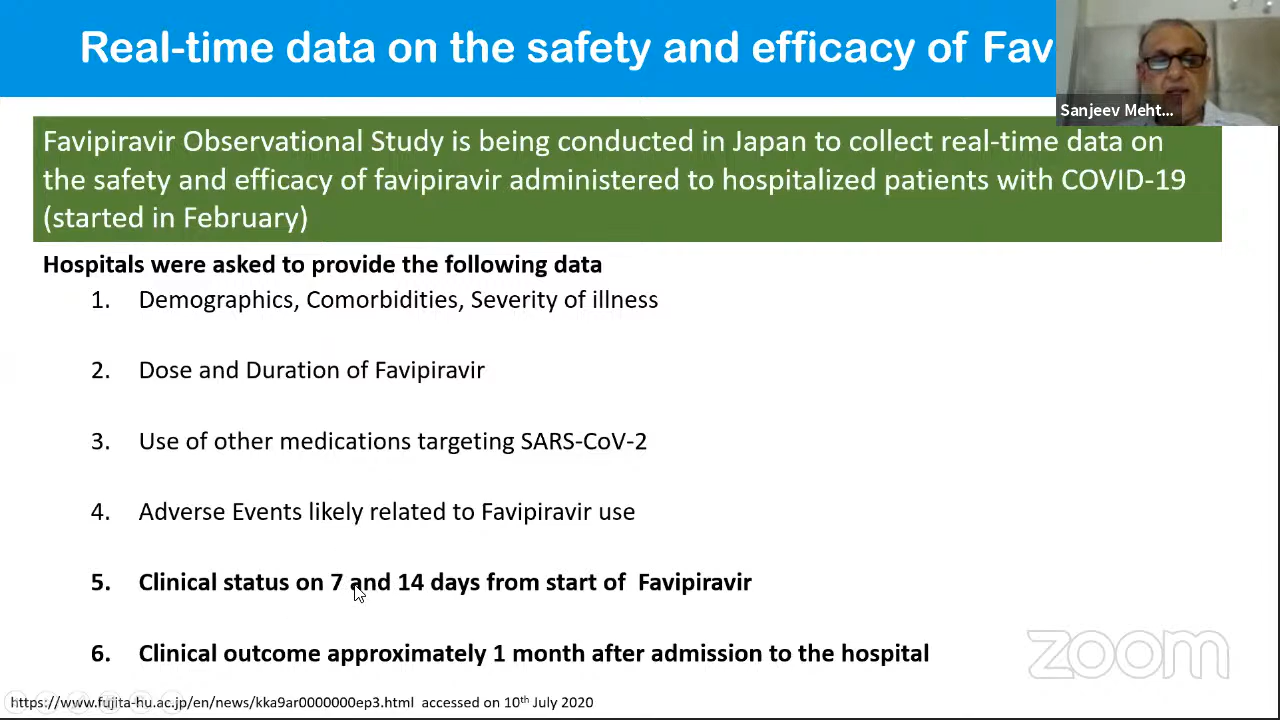 Real-time data on the safety and efficacy of Fav
Sanjeev Meht...
Favipiravir Observational Study is being conducted in Japan to collect real-time data on
the safety and efficacy of favipiravir administered to hospitalized patients with COVID-19
(started in February)
Hospitals were asked to provide the following data
1. Demographics, Comorbidities, Severity of illness
2. Dose and Duration of Favipiravir
3. Use of other medications targeting SARS-CoV-2
4. Adverse Events likely related to Favipiravir use
5. Clinical status on 7 and 14 days from start of Favipiravir
6. Clinical outcome approximately 1 month after admission to the hospital
zoom
https://www.fujita-hu.ac.jp/en/news/kka9ar0000000ep3.html accessed on 10th July 2020